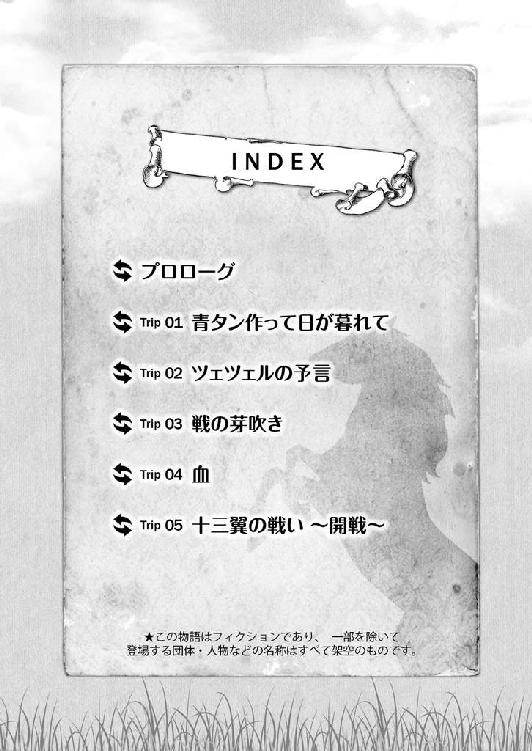 INDEX
プロローグ
Trip 01 青タン作って日が暮れて
Trip 02 ツェツェルの予言
Trip 03 戦の芽吹き
Trip 04 血
Trip 05 十三翼の戦い ～開戦～
★この物語はフィクションであり、一部を除いて
登場する団体・人物などの名称はすべて架空のものです。